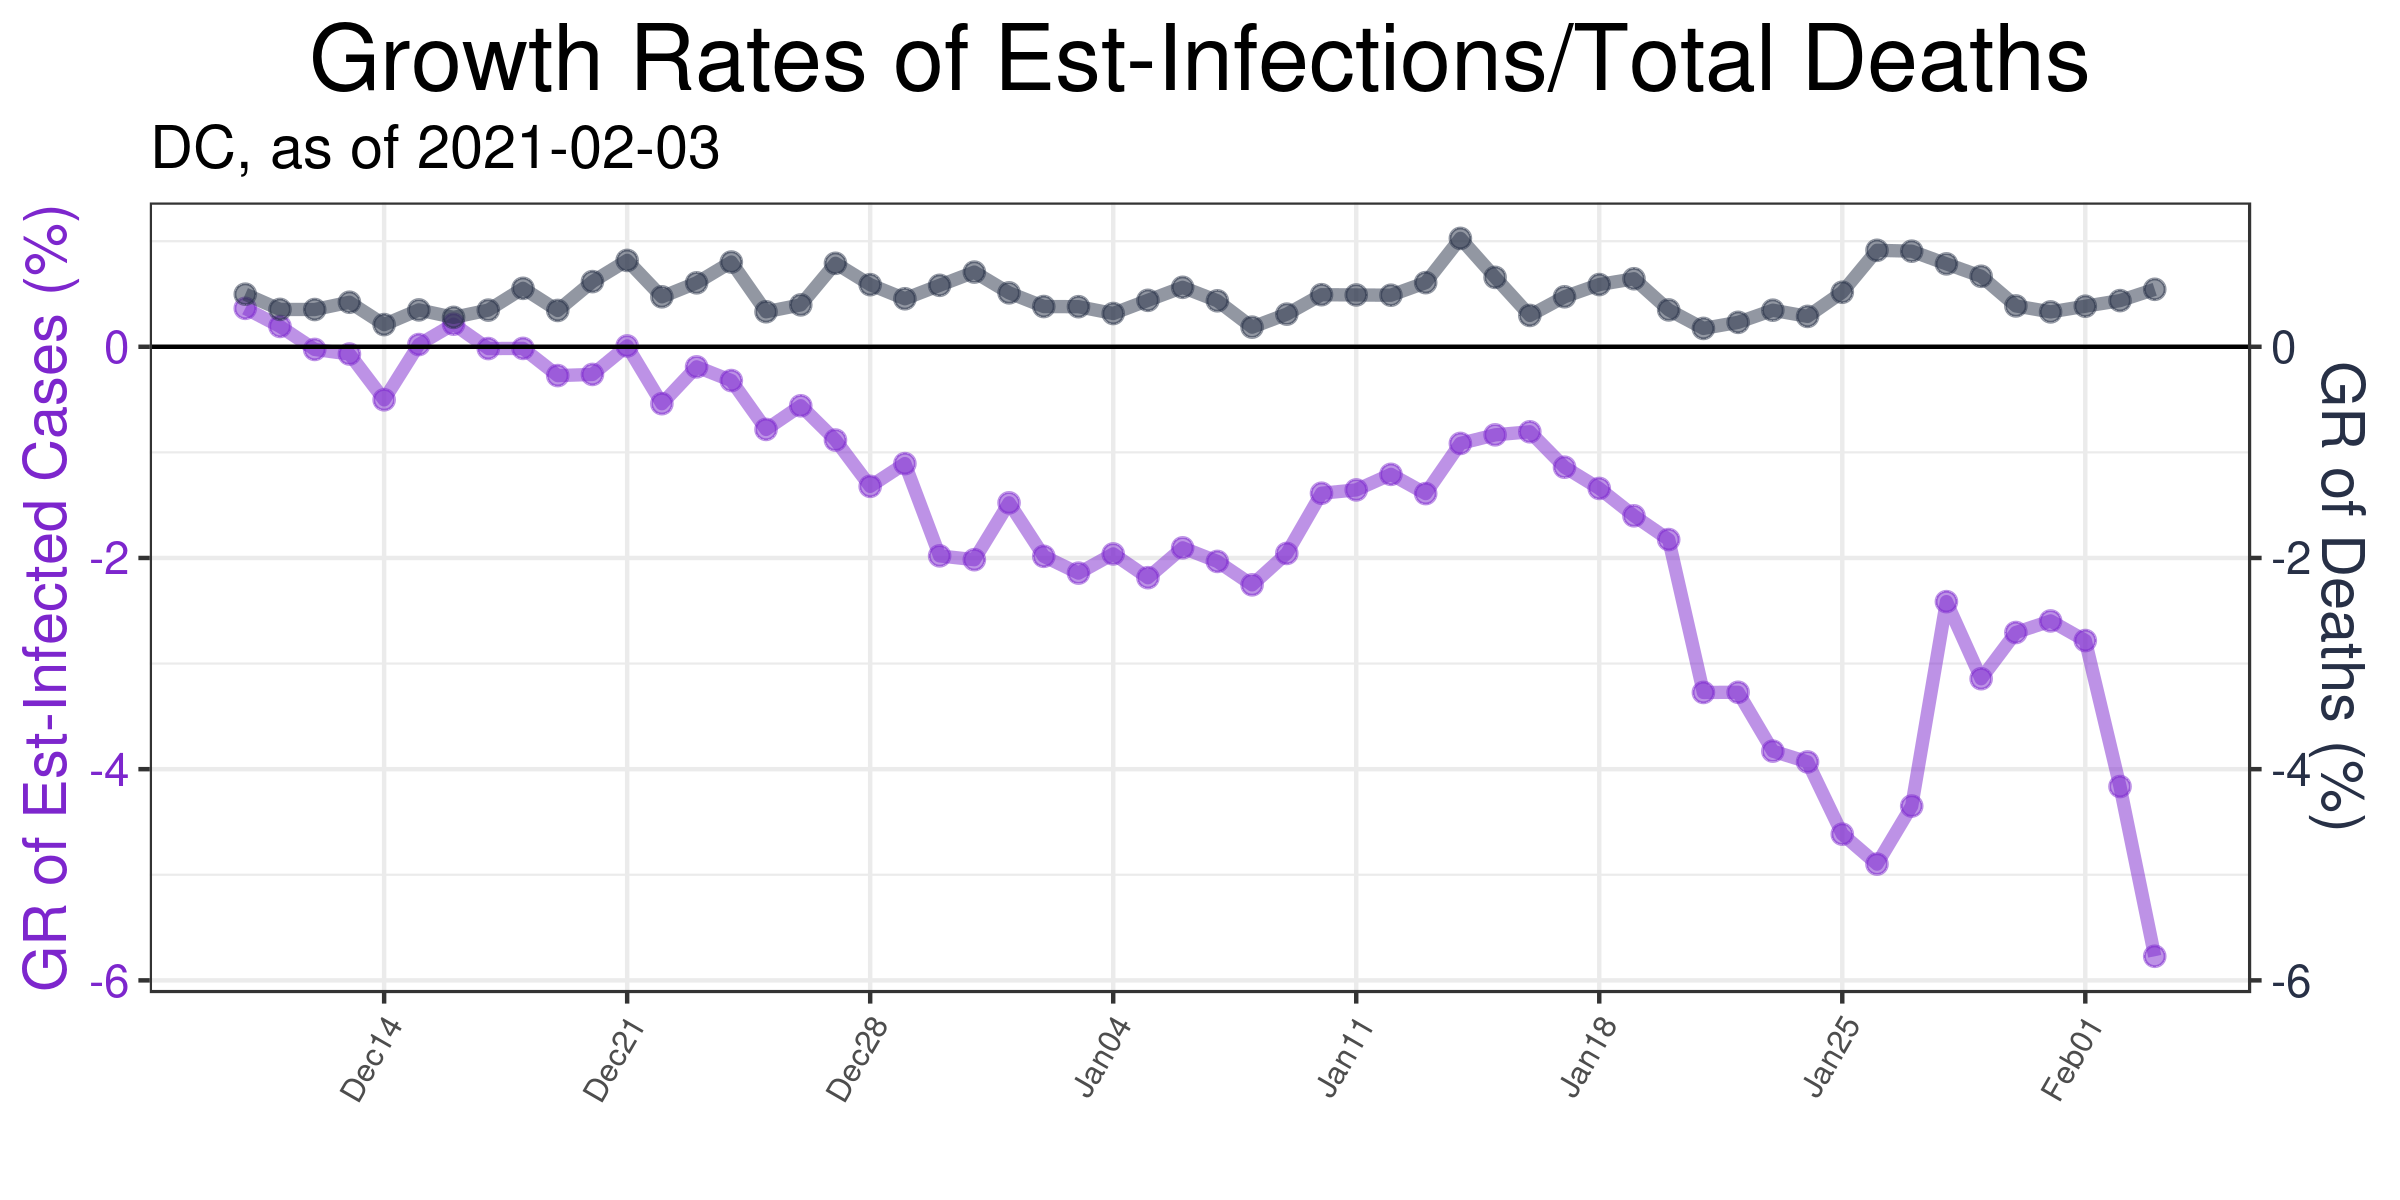 Growth Rates of Est-Infections/Total Deaths
DC, as of 2021-02-03
GR of Est-Infected Cases (%)
0
-2
-4
-6
0
-2
-4
-6
GR of Deaths (%)
Dec14
Dec21
Dec28
Jan04
Jan11
Jan18
Jan25
Feb01